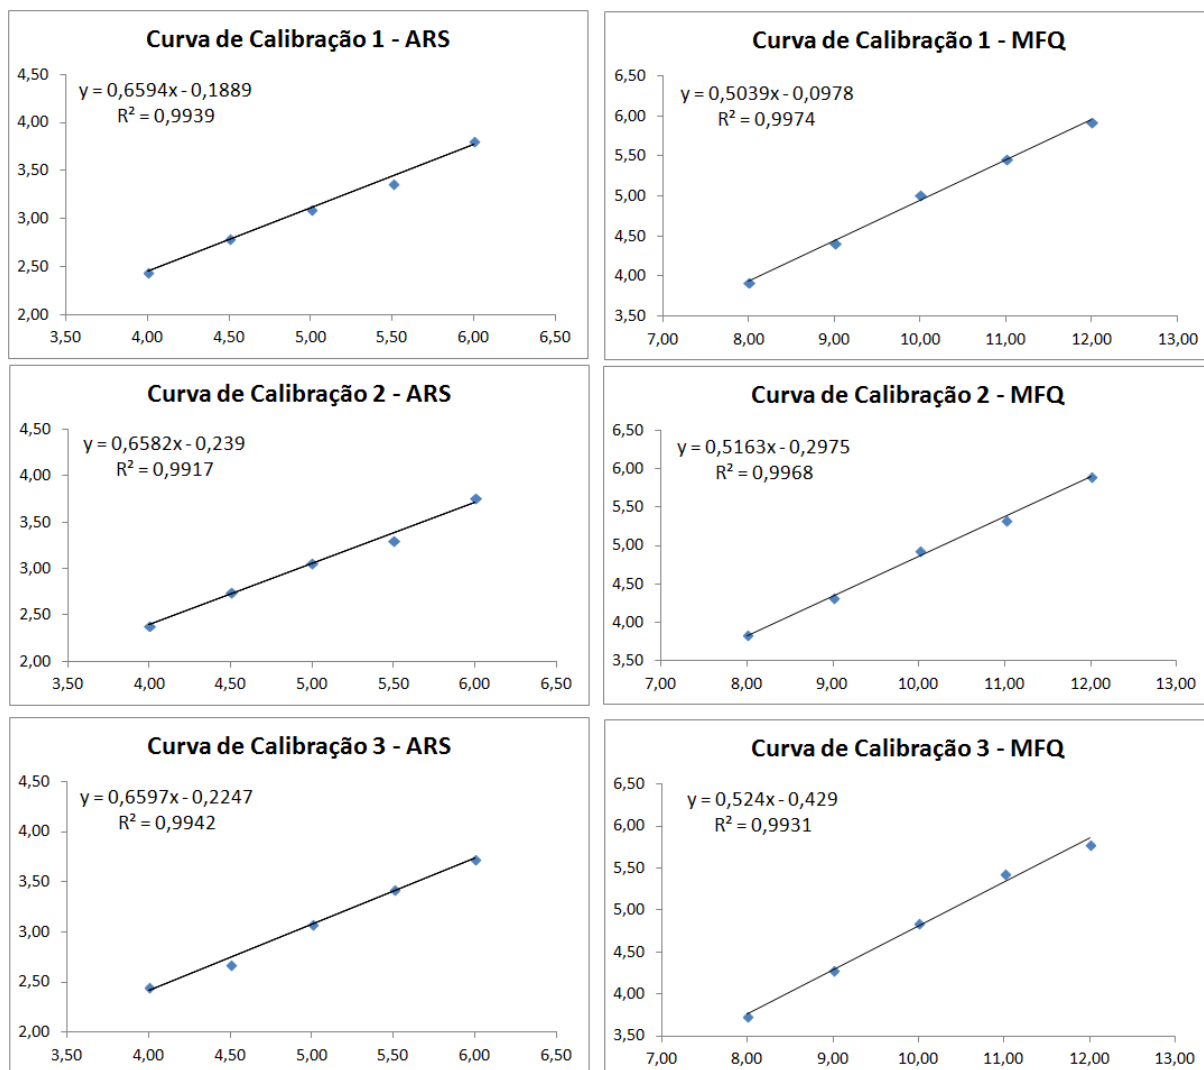 Curva de Calibração 1 - ARS
y = 0,6594x - 0,1889
R² = 0,9939
4,50
4,00
3,50
3,00
2,50
2,00
3,50 4,00 4,50 5,00 5,50 6,00 6,50
Curva de Calibração 1 - MFQ
y = 0,5039x - 0,0978
R² = 0,9974
6,50
6,00
5,50
5,00
4,50
4,00
3,50
7,00 8,00 9,00 10,00 11,00 12,00 13,00
Curva de Calibração 2 - ARS
y = 0,6582x - 0,239
R² = 0,9917
4,50
4,00
3,50
3,00
2,50
2,00
3,50 4,00 4,50 5,00 5,50 6,00 6,50
Curva de Calibração 2 - MFQ
y = 0,5163x - 0,2975
R² = 0,9968
6,50
6,00
5,50
5,00
4,50
4,00
3,50
7,00 8,00 9,00 10,00 11,00 12,00 13,00
Curva de Calibração 3 - ARS
y = 0,6597x - 0,2247
R² = 0,9942
4,50
4,00
3,50
3,00
2,50
2,00
3,50 4,00 4,50 5,00 5,50 6,00 6,50
Curva de Calibração 3 - MFQ
y = 0,524x - 0,429
R² = 0,9931
6,50
6,00
5,50
5,00
4,50
4,00
3,50
7,00 8,00 9,00 10,00 11,00 12,00 13,00